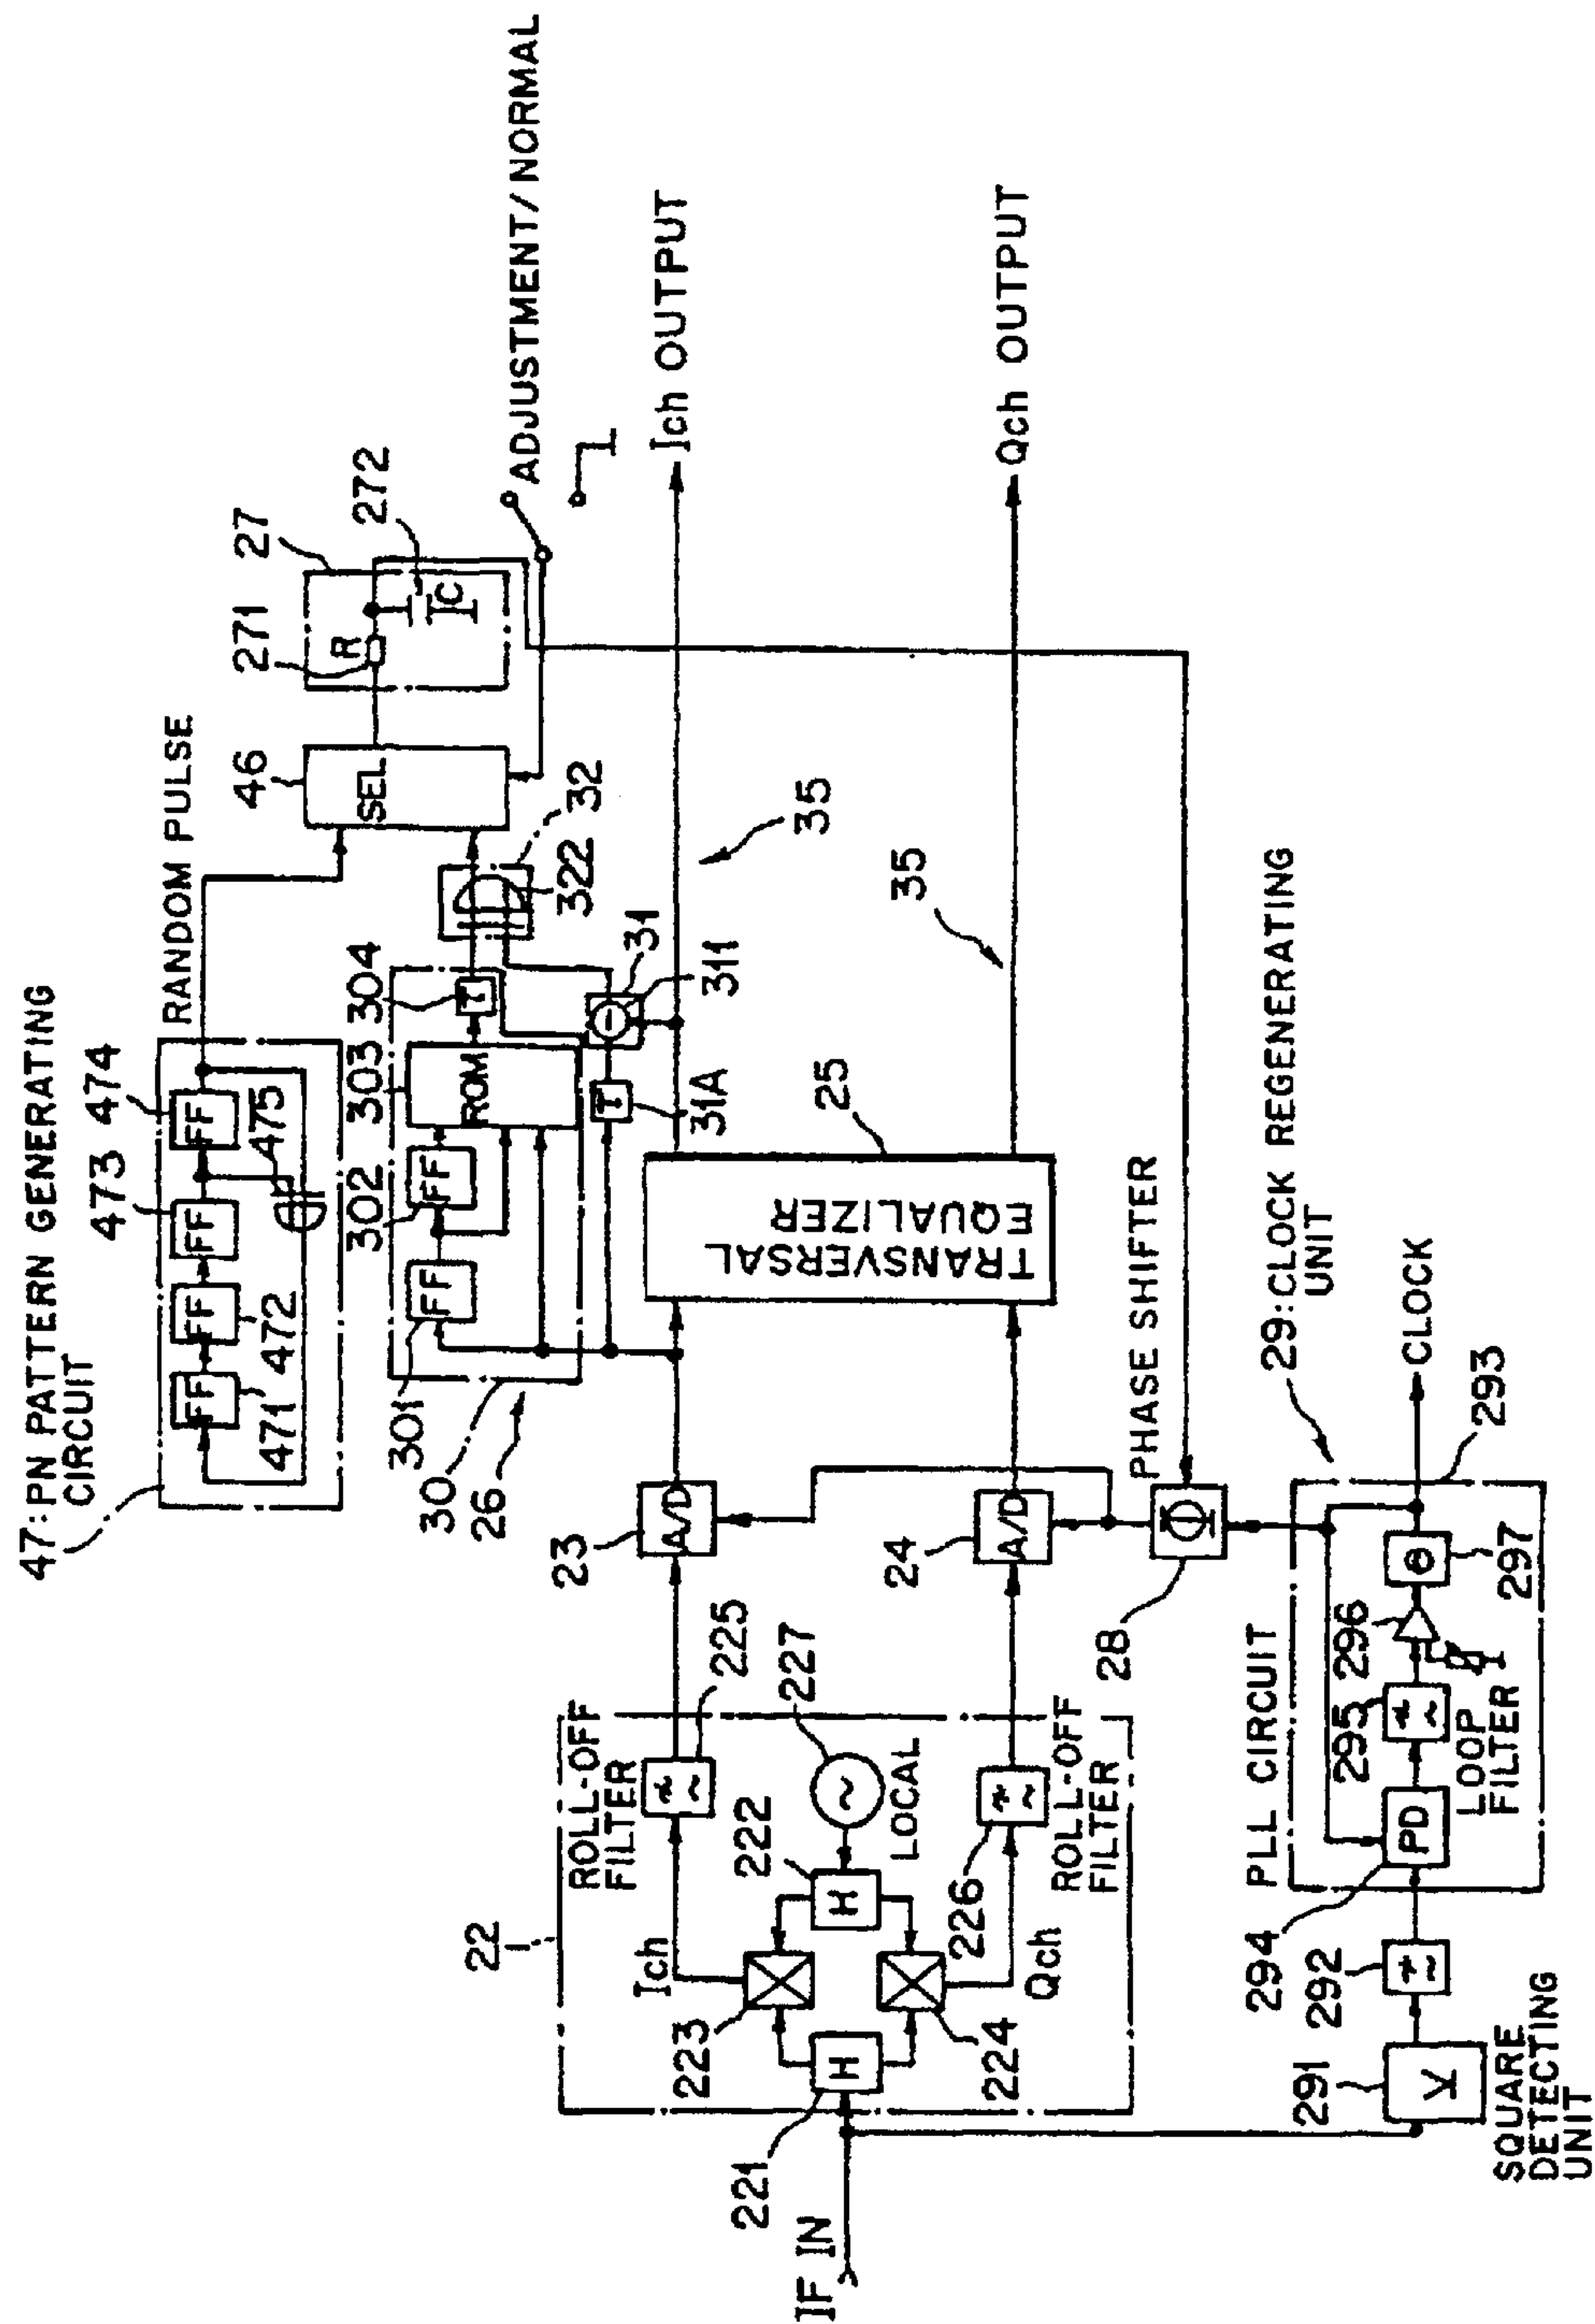 47:PN PATTERN GENERATING
CIRCUIT
RANDOM PULSE
471
FF
472
FF
473
FF
474
FF
475
46
SEL
27
271
R
272
C
ADJUSTMENT/NORMAL
30
26
301
FF
302
FF
303
ROM
304
T
32
322
31
311
31A
T
Ich OUTPUT
Qch OUTPUT
35
35
25
TRANSVERSAL
EQUALIZER
23
A/D
24
A/D
22
ROLL-OFF
FILTER
225
Ich
222
H
227
LOCAL
223
221
H
224
226
Qch
ROLL-OFF
FILTER
IF IN
PHASE SHIFTER
28
29:CLOCK REGENERATING
UNIT
CLOCK
PLL CIRCUIT
293
294
PD
295
LOOP
FILTER
296
297
Θ
292
291
SQUARE
DETECTING
UNIT